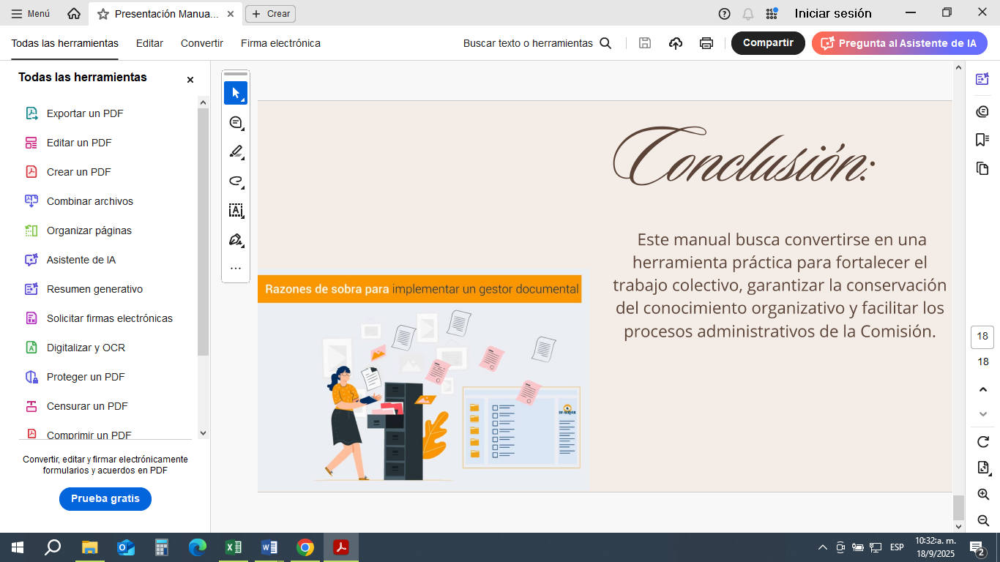 Menú
Presentación Manua...
Crear
Iniciar sesión
Todas las herramientas
Editar
Convertir
Firma electrónica
Buscar texto o herramientas
Compartir
Pregunta al Asistente de IA
Todas las herramientas
Exportar un PDF
Editar un PDF
Crear un PDF
Combinar archivos
Organizar páginas
Asistente de IA
Resumen generativo
Solicitar firmas electrónicas
Digitalizar y OCR
Proteger un PDF
Censurar un PDF
Comprimir un PDF
Convertir, editar y firmar electrónicamente
formularios y acuerdos en PDF
Prueba gratis
Conclusión:
Este manual busca convertirse en una
herramienta práctica para fortalecer el
trabajo colectivo, garantizar la conservación
del conocimiento organizativo y facilitar los
procesos administrativos de la Comisión.
Razones de sobra para implementar un gestor documental
18
18
ESP
10:32:a. m.
18/9/2025
2